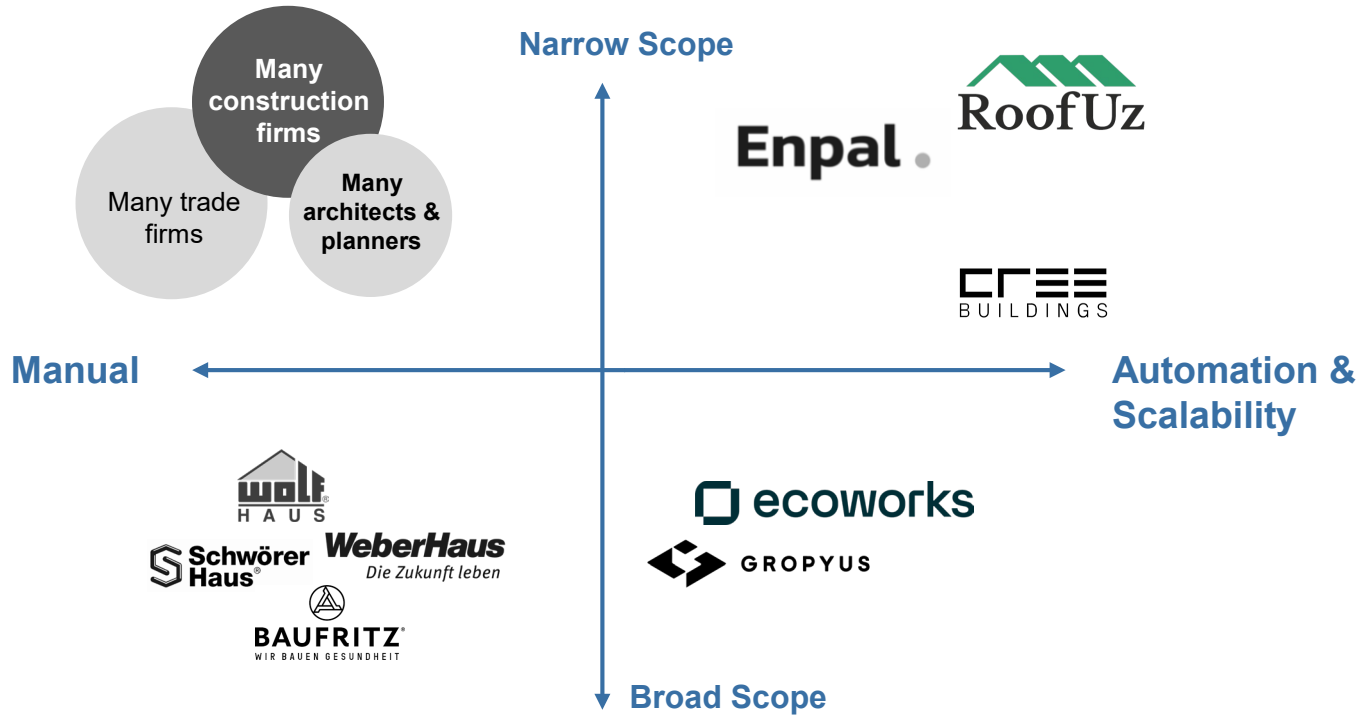 Narrow Scope
Many
construction
firms
Many trade
firms
Many
architects &
planners
Enpal.
RoofUz
cree
BUILDINGS
Manual
Automation &
Scalability
wolf®
HAUS
Schwörer
Haus®
WeberHaus
Die Zukunft leben
BAUFRITZ®
WIR BAUEN GESUNDHEIT
ecoworks
GROPYUS
Broad Scope